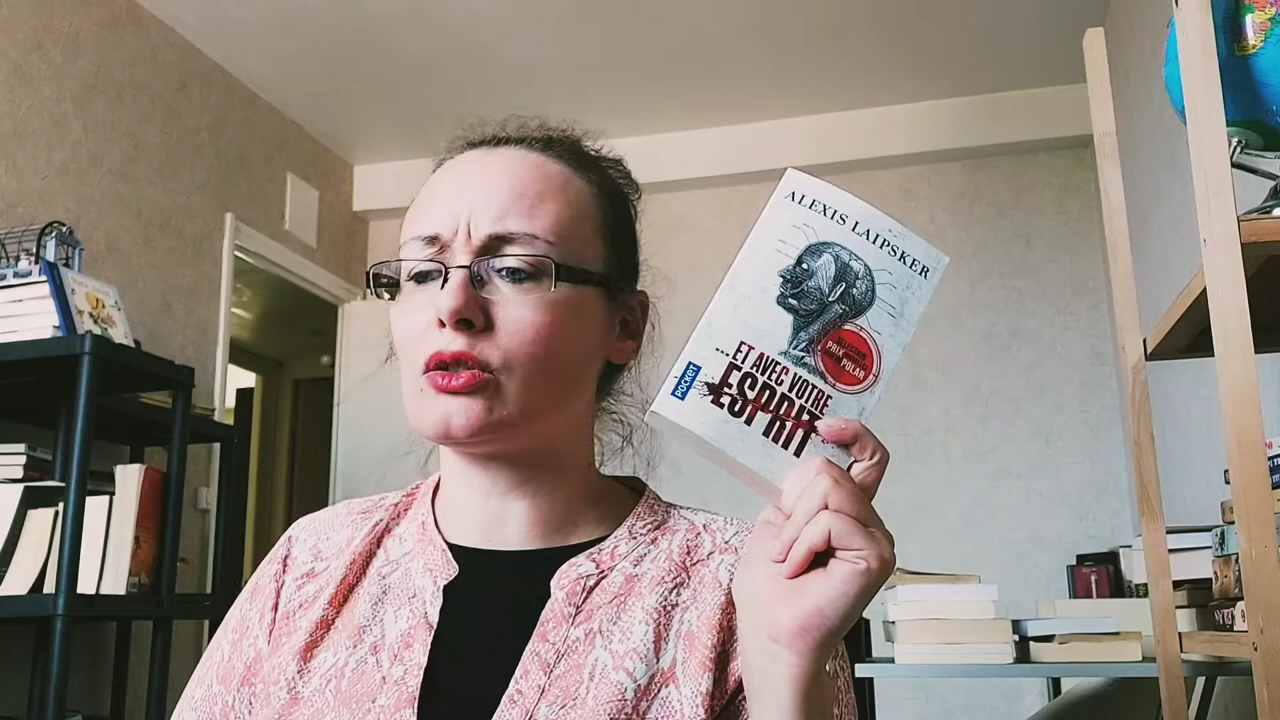 ALEXIS LAIPSKER
SÉLECTION
PRIX POLAR
...ET AVEC VOTRE
ESPRIT
POCKET